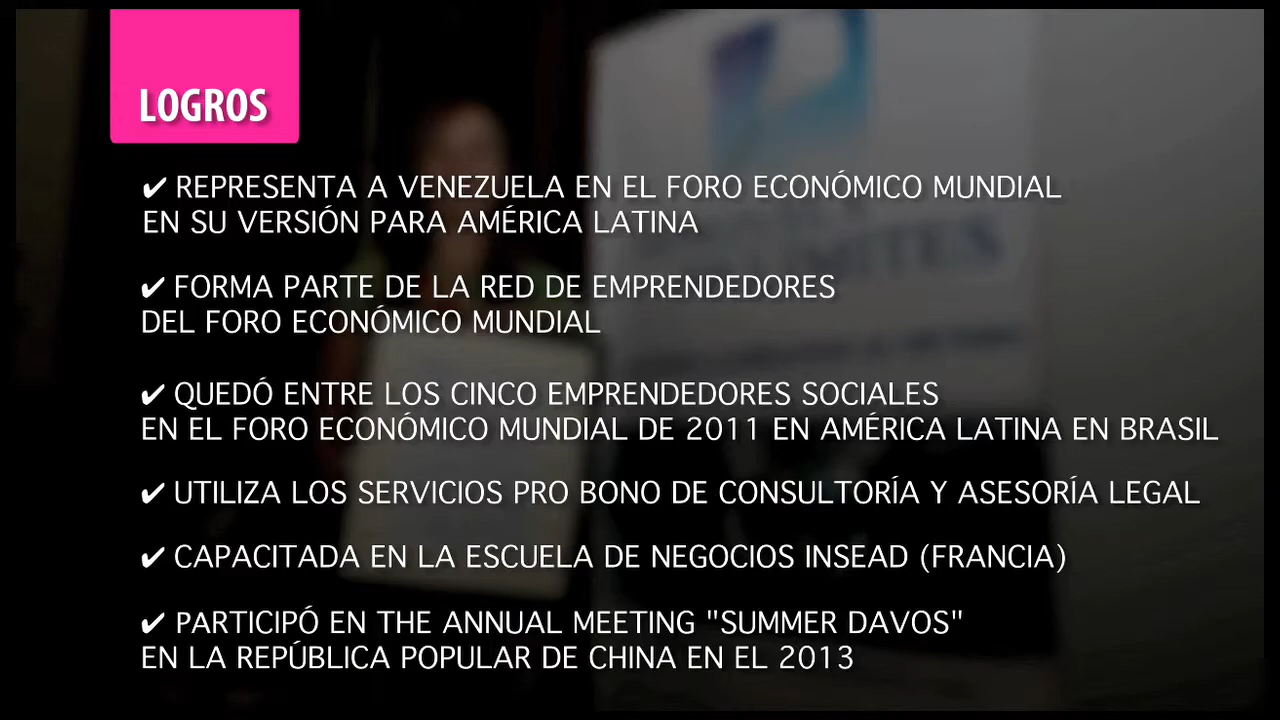 LOGROS
✔ REPRESENTA A VENEZUELA EN EL FORO ECONÓMICO MUNDIAL
EN SU VERSIÓN PARA AMÉRICA LATINA
✔ FORMA PARTE DE LA RED DE EMPRENDEDORES
DEL FORO ECONÓMICO MUNDIAL
✔ QUEDÓ ENTRE LOS CINCO EMPRENDEDORES SOCIALES
EN EL FORO ECONÓMICO MUNDIAL DE 2011 EN AMÉRICA LATINA EN BRASIL
✔ UTILIZA LOS SERVICIOS PRO BONO DE CONSULTORÍA Y ASESORÍA LEGAL
✔ CAPACITADA EN LA ESCUELA DE NEGOCIOS INSEAD (FRANCIA)
✔ PARTICIPÓ EN THE ANNUAL MEETING "SUMMER DAVOS"
EN LA REPÚBLICA POPULAR DE CHINA EN EL 2013